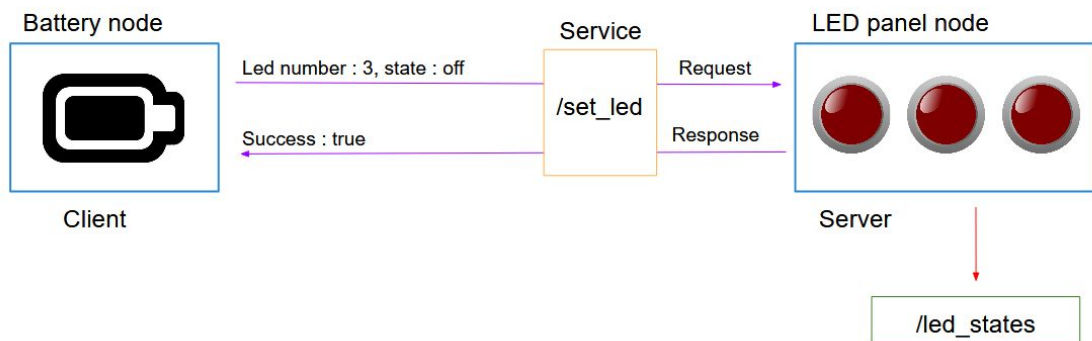 Battery node
Service
LED panel node
Led number : 3, state : off
Request
/set_led
Success : true
Response
Client
Server
/led_states